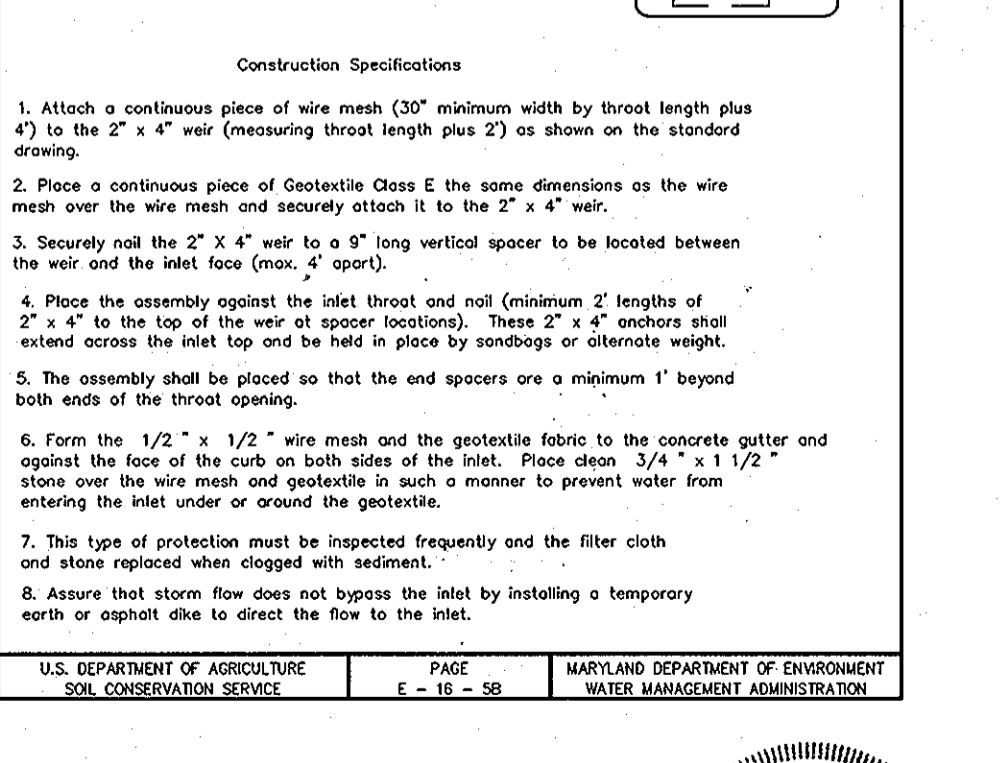 Construction Specifications
1. Attach a continuous piece of wire mesh (30" minimum width by throat length plus
4') to the 2" x 4" weir (measuring throat length plus 2') as shown on the standard
drawing.
2. Place a continuous piece of Geotextile Class E the same dimensions as the wire
mesh over the wire mesh and securely attach it to the 2" x 4" weir.
3. Securely nail the 2" X 4" weir to a 9" long vertical spacer to be located between
the weir and the inlet face (max. 4' apart).
4. Place the assembly against the inlet throat and nail (minimum 2' lengths of
2" x 4" to the top of the weir at spacer locations). These 2" x 4" anchors shall
extend across the inlet top and be held in place by sandbags or alternate weight.
5. The assembly shall be placed so that the end spacers are a minimum 1' beyond
both ends of the throat opening.
6. Form the 1/2 " x 1/2 " wire mesh and the geotextile fabric to the concrete gutter and
against the face of the curb on both sides of the inlet. Place clean 3/4 " x 1 1/2 "
stone over the wire mesh and geotextile in such a manner to prevent water from
entering the inlet under or around the geotextile.
7. This type of protection must be inspected frequently and the filter cloth
and stone replaced when clogged with sediment.
8. Assure that storm flow does not bypass the inlet by installing a temporary
earth or asphalt dike to direct the flow to the inlet.
U.S. DEPARTMENT OF AGRICULTURE
SOIL CONSERVATION SERVICE
PAGE
E - 16 - 5B
MARYLAND DEPARTMENT OF ENVIRONMENT
WATER MANAGEMENT ADMINISTRATION